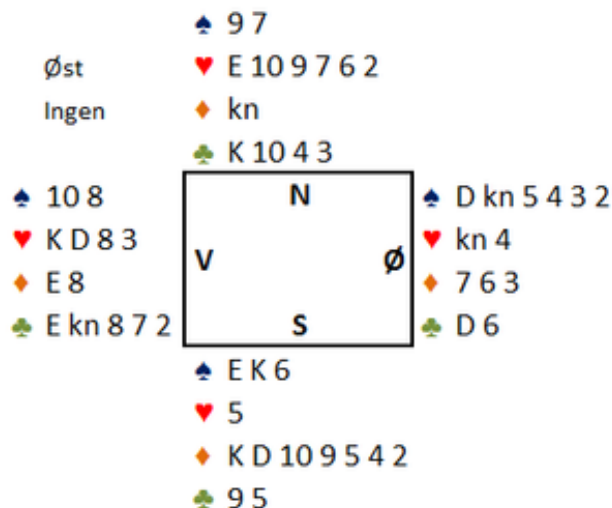 ♠ 9 7
Øst ♥ E 10 9 7 6 2
Ingen ♦ kn
♣ K 10 4 3
♠ 10 8 N ♠ D kn 5 4 3 2
♥ K D 8 3 ♥ kn 4
V Ø
♦ E 8 ♦ 7 6 3
♣ E kn 8 7 2 S ♣ D 6
♠ E K 6
♥ 5
♦ K D 10 9 5 4 2
♣ 9 5